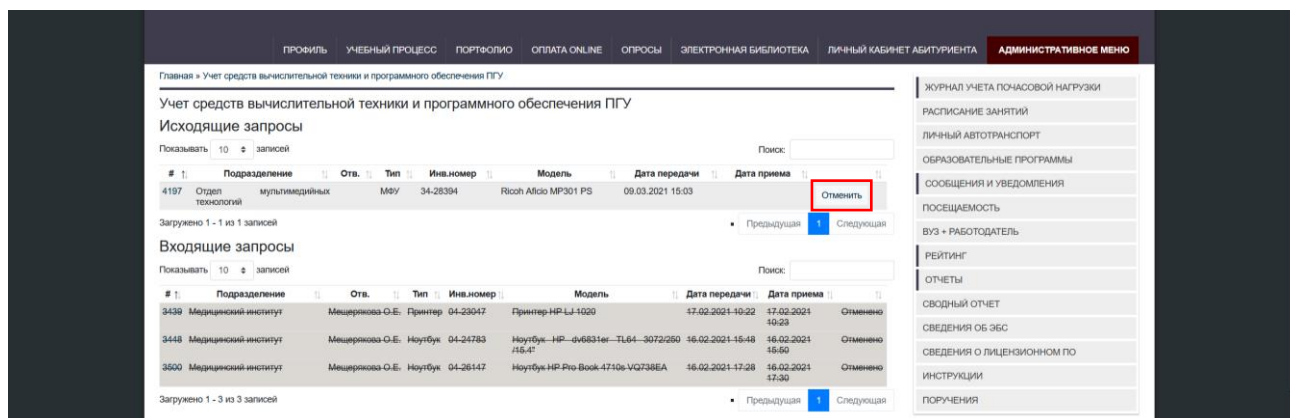 ПРОФИЛЬ УЧЕБНЫЙ ПРОЦЕСС ПОРТФОЛИО ОПЛАТА ONLINE ОПРОСЫ ЭЛЕКТРОННАЯ БИБЛИОТЕКА ЛИЧНЫЙ КАБИНЕТ АБИТУРИЕНТА АДМИНИСТРАТИВНОЕ МЕНЮ
Главная » Учет средств вычислительной техники и программного обеспечения ПГУ
Учет средств вычислительной техники и программного обеспечения ПГУ
Исходящие запросы
Показывать 10 записей Поиск:
# Подразделение Отв. Тип Инв.номер Модель Дата передачи Дата приема
4197 Отдел мультимедийных МФУ 34-28394 Ricoh Aficio MP301 PS 09.03.2021 15:03 Отменить
технологий
Загружено 1 - 1 из 1 записей Предыдущая 1 Следующая
Входящие запросы
Показывать 10 записей Поиск:
# Подразделение Отв. Тип Инв.номер Модель Дата передачи Дата приема
3439 Медицинский институт Мещерякова О.Е. Принтер 04-23047 Принтер HP LJ 1020 17.02.2021 10:22 17.02.2021 Отменено
10:23
3448 Медицинский институт Мещерякова О.Е. Ноутбук 04-24783 Ноутбук HP dv6831er TL64 3072/250 16.02.2021 15:48 16.02.2021 Отменено
/15.4" 15:50
3500 Медицинский институт Мещерякова О.Е. Ноутбук 04-26147 Ноутбук HP Pro Book 4710s VQ738EA 16.02.2021 17:28 16.02.2021 Отменено
17:30
Загружено 1 - 3 из 3 записей Предыдущая 1 Следующая
ЖУРНАЛ УЧЕТА ПОЧАСОВОЙ НАГРУЗКИ
РАСПИСАНИЕ ЗАНЯТИЙ
ЛИЧНЫЙ АВТОТРАНСПОРТ
ОБРАЗОВАТЕЛЬНЫЕ ПРОГРАММЫ
СООБЩЕНИЯ И УВЕДОМЛЕНИЯ
ПОСЕЩАЕМОСТЬ
ВУЗ + РАБОТОДАТЕЛЬ
РЕЙТИНГ
ОТЧЕТЫ
СВОДНЫЙ ОТЧЕТ
СВЕДЕНИЯ ОБ ЭБС
СВЕДЕНИЯ О ЛИЦЕНЗИОННОМ ПО
ИНСТРУКЦИИ
ПОРУЧЕНИЯ